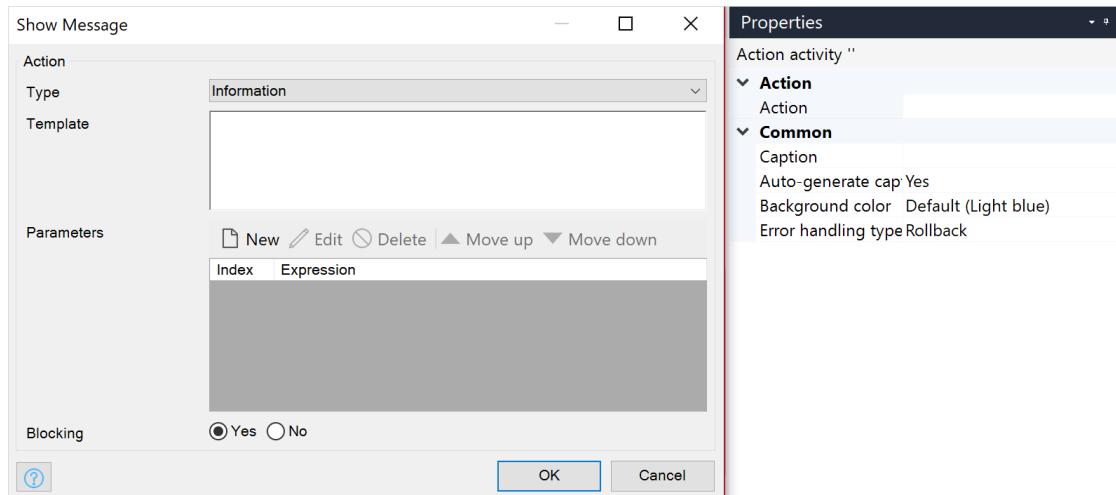 Show Message
Action
Type
Information
Template
Parameters
New Edit Delete Move up Move down
Index Expression
Blocking
Yes No
?
OK Cancel
Properties
Action activity ''
Action
Action
Common
Caption
Auto-generate cap Yes
Background color Default (Light blue)
Error handling type Rollback